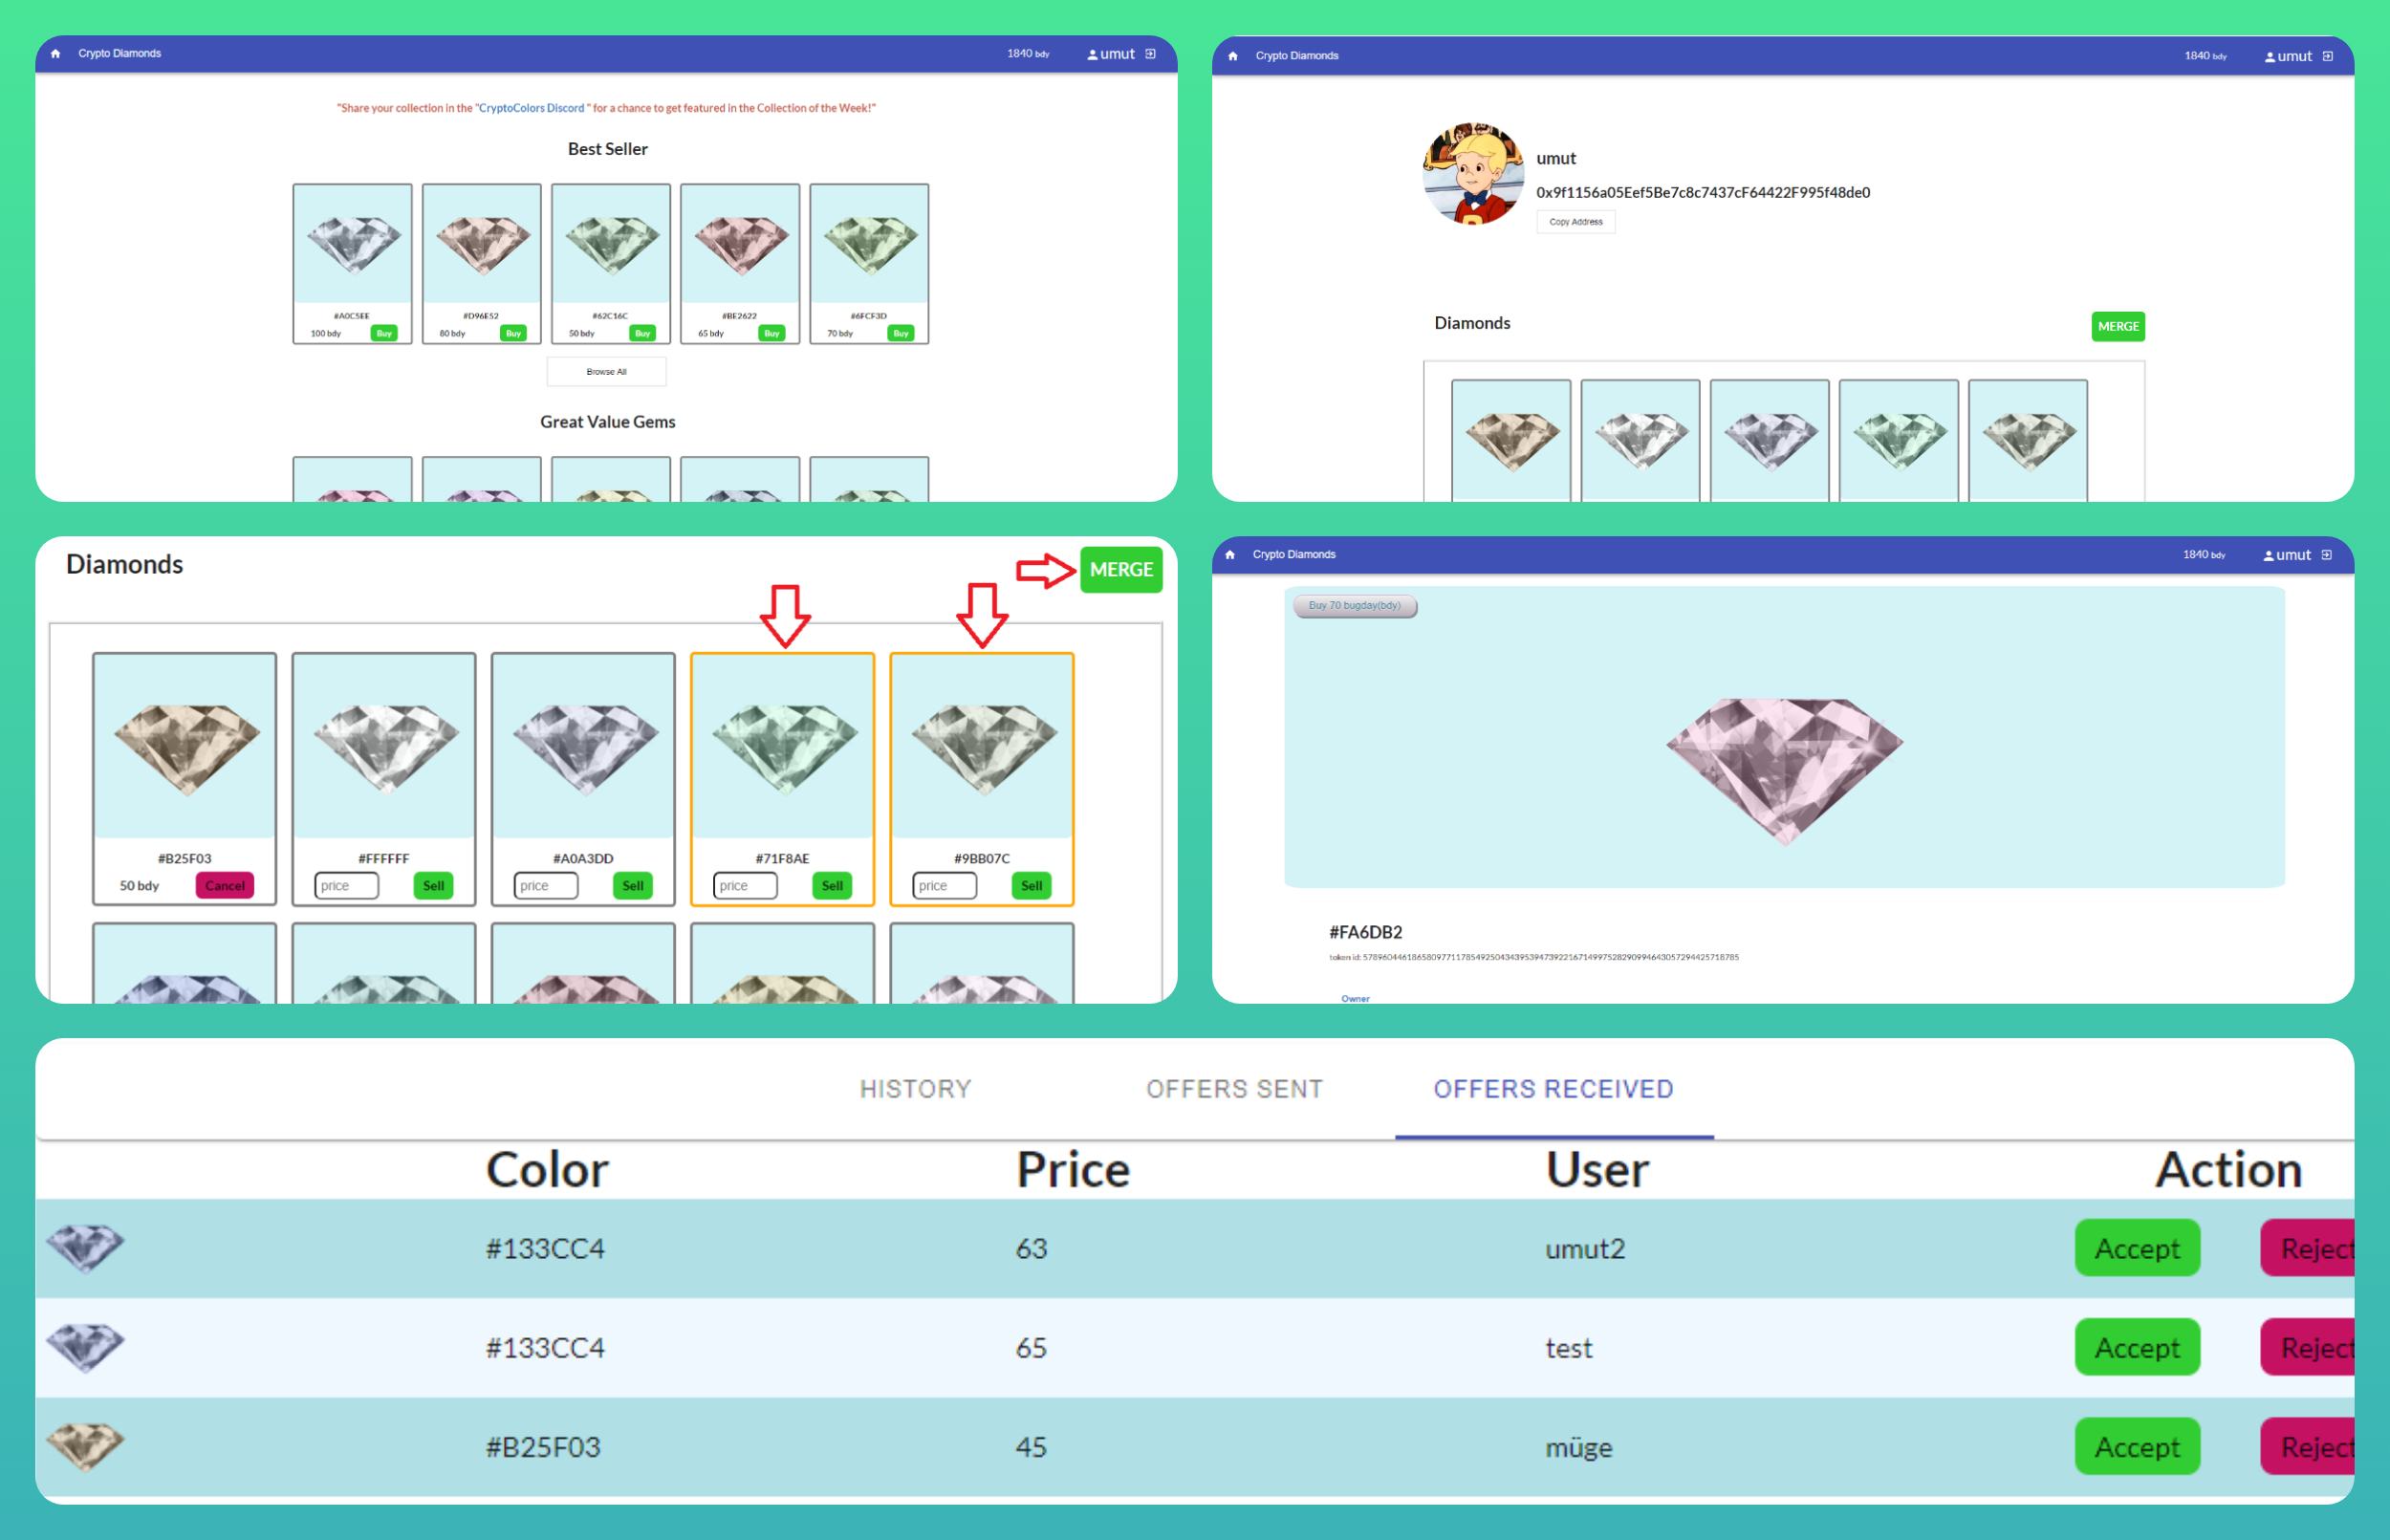 Crypto Diamonds 1840 bdy umut
"Share your collection in the "CryptoColors Discord " for a chance to get featured in the Collection of the Week!"
Best Seller
#A0C5EE #D96E52 #62C16C #BE2622 #6FCF3D
100 bdy Buy 80 bdy Buy 50 bdy Buy 65 bdy Buy 70 bdy Buy
Browse All
Great Value Gems
Crypto Diamonds 1840 bdy umut
umut
0x9f1156a05Eef5Be7c8c7437cF64422F995f48de0
Copy Address
Diamonds MERGE
Diamonds MERGE
#B25F03 #FFFFFF #A0A3DD #71F8AE #9BB07C
50 bdy Cancel price Sell price Sell price Sell price Sell
Crypto Diamonds 1840 bdy umut
Buy 70 bugday(bdy)
#FA6DB2
token id: 57896044618658097711785492504343953947392216714997528290994643057294425718785
Owner
HISTORY OFFERS SENT OFFERS RECEIVED
Color Price User Action
#133CC4 63 umut2 Accept Reject
#133CC4 65 test Accept Reject
#B25F03 45 müge Accept Reject